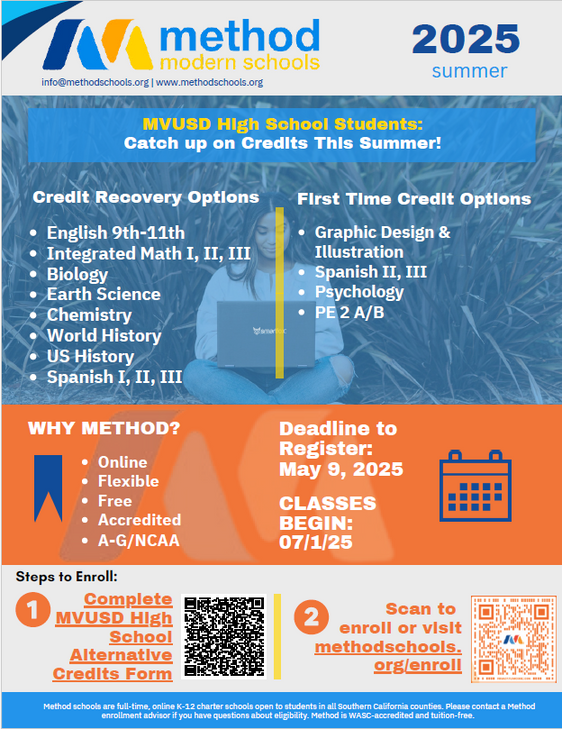 method
modern schools
info@methodschools.org | www.methodschools.org
2025
summer
MVUSD High School Students:
Catch up on Credits This Summer!
Credit Recovery Options
• English 9th-11th
• Integrated Math I, II, III
• Biology
• Earth Science
• Chemistry
• World History
• US History
• Spanish I, II, III
First Time Credit Options
• Graphic Design &
Illustration
• Spanish II, III
• Psychology
• PE 2 A/B
WHY METHOD?
• Online
• Flexible
• Free
• Accredited
• A-G/NCAA
Deadline to
Register:
May 9, 2025
CLASSES
BEGIN:
07/1/25
Steps to Enroll:
1
Complete
MVUSD High
School
Alternative
Credits Form
2
Scan to
enroll or visit
methodschools.
org/enroll
Method schools are full-time, online K-12 charter schools open to students in all Southern California counties. Please contact a Method
enrollment advisor if you have questions about eligibility. Method is WASC-accredited and tuition-free.